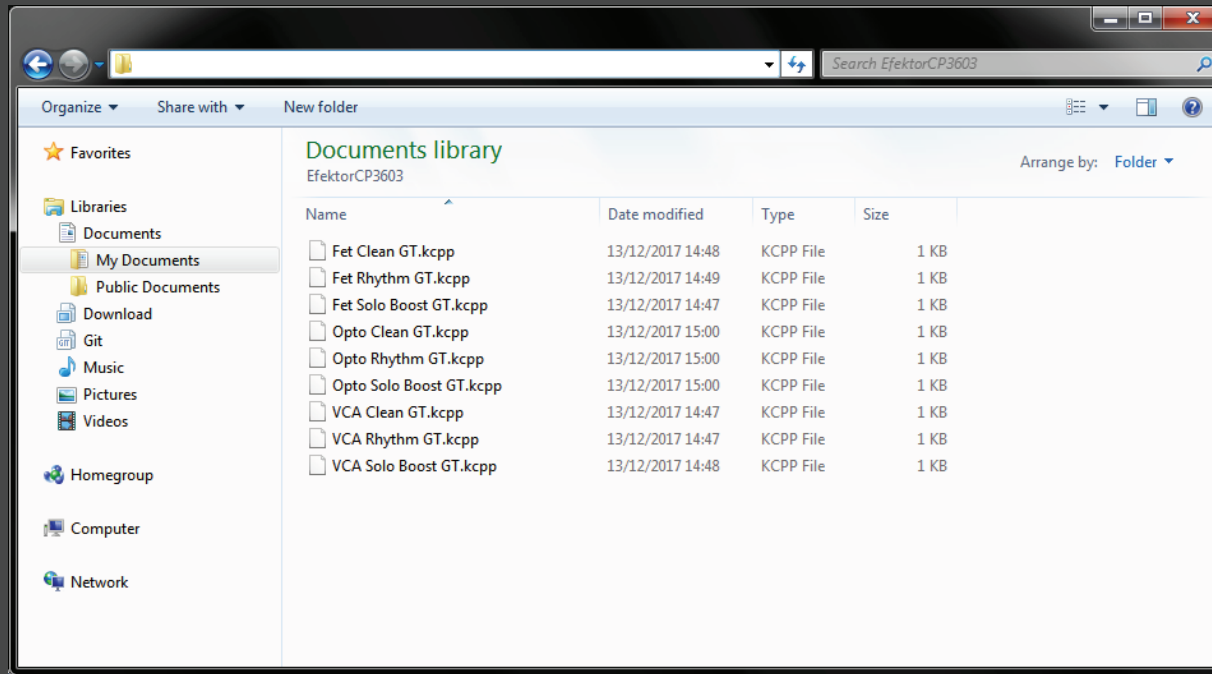 Search EfektorCP3603
Organize Share with New folder
Favorites
Libraries
Documents
My Documents
Public Documents
Download
Git
Music
Pictures
Videos
Homegroup
Computer
Network
Documents library
EfektorCP3603
Arrange by: Folder
Name Date modified Type Size
Fet Clean GT.kcpp 13/12/2017 14:48 KCPP File 1 KB
Fet Rhythm GT.kcpp 13/12/2017 14:49 KCPP File 1 KB
Fet Solo Boost GT.kcpp 13/12/2017 14:47 KCPP File 1 KB
Opto Clean GT.kcpp 13/12/2017 15:00 KCPP File 1 KB
Opto Rhythm GT.kcpp 13/12/2017 15:00 KCPP File 1 KB
Opto Solo Boost GT.kcpp 13/12/2017 15:00 KCPP File 1 KB
VCA Clean GT.kcpp 13/12/2017 14:47 KCPP File 1 KB
VCA Rhythm GT.kcpp 13/12/2017 14:47 KCPP File 1 KB
VCA Solo Boost GT.kcpp 13/12/2017 14:48 KCPP File 1 KB